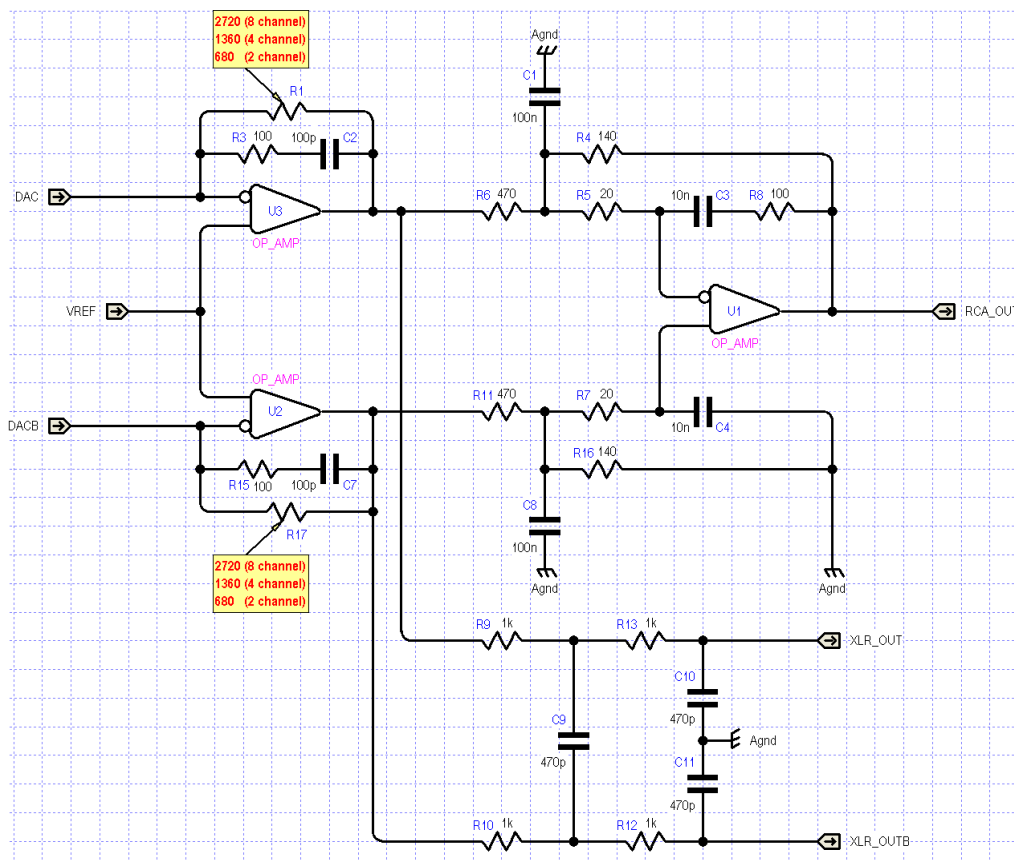 2720 (8 channel)
1360 (4 channel)
680 (2 channel)
Agnd
C1
100n
R1
R3 100
100p C2
R4 140
DAC
U3
OP_AMP
R6 470
R5 20
10n C3
R8 100
VREF
U1
OP_AMP
RCA_OUT
OP_AMP
U2
DACB
R11 470
R7 20
10n C4
R15 100
100p C7
R16 140
R17
C8
100n
Agnd
Agnd
2720 (8 channel)
1360 (4 channel)
680 (2 channel)
R9 1k
R13 1k
XLR_OUT
C10
470p
C9
470p
Agnd
C11
470p
R10 1k
R12 1k
XLR_OUTB